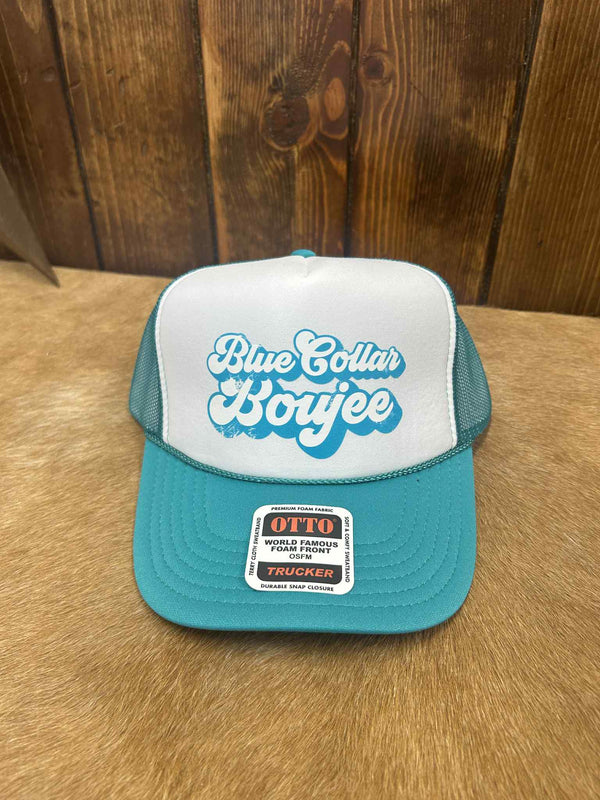 Blue Collar
Boujee
PREMIUM FOAM FABRIC
OTTO
WORLD FAMOUS
FOAM FRONT
OSFM
TRUCKER
DURABLE SNAP CLOSURE
TERRY CLOTH SWEATBAND
SOFT & COMFY SWEATBAND